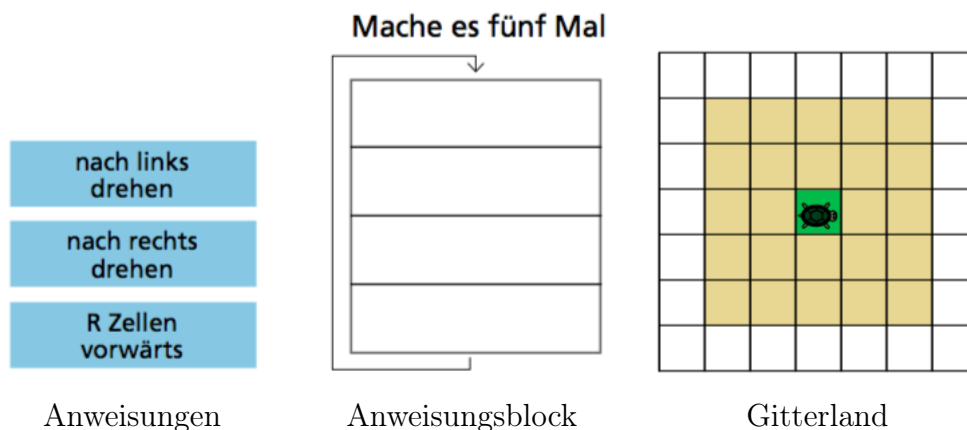 Mache es fünf Mal
nach links
drehen
nach rechts
drehen
R Zellen
vorwärts
Anweisungen
Anweisungsblock
Gitterland